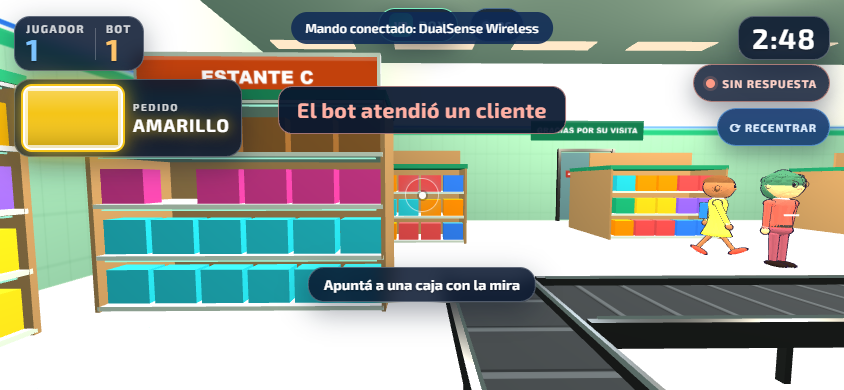 JUGADOR
1
BOT
1
Mando conectado: DualSense Wireless
2:48
SIN RESPUESTA
RECENTRAR
PEDIDO
AMARILLO
ESTANTE C
El bot atendió un cliente
POR SU VISITA
Apuntá a una caja con la mira